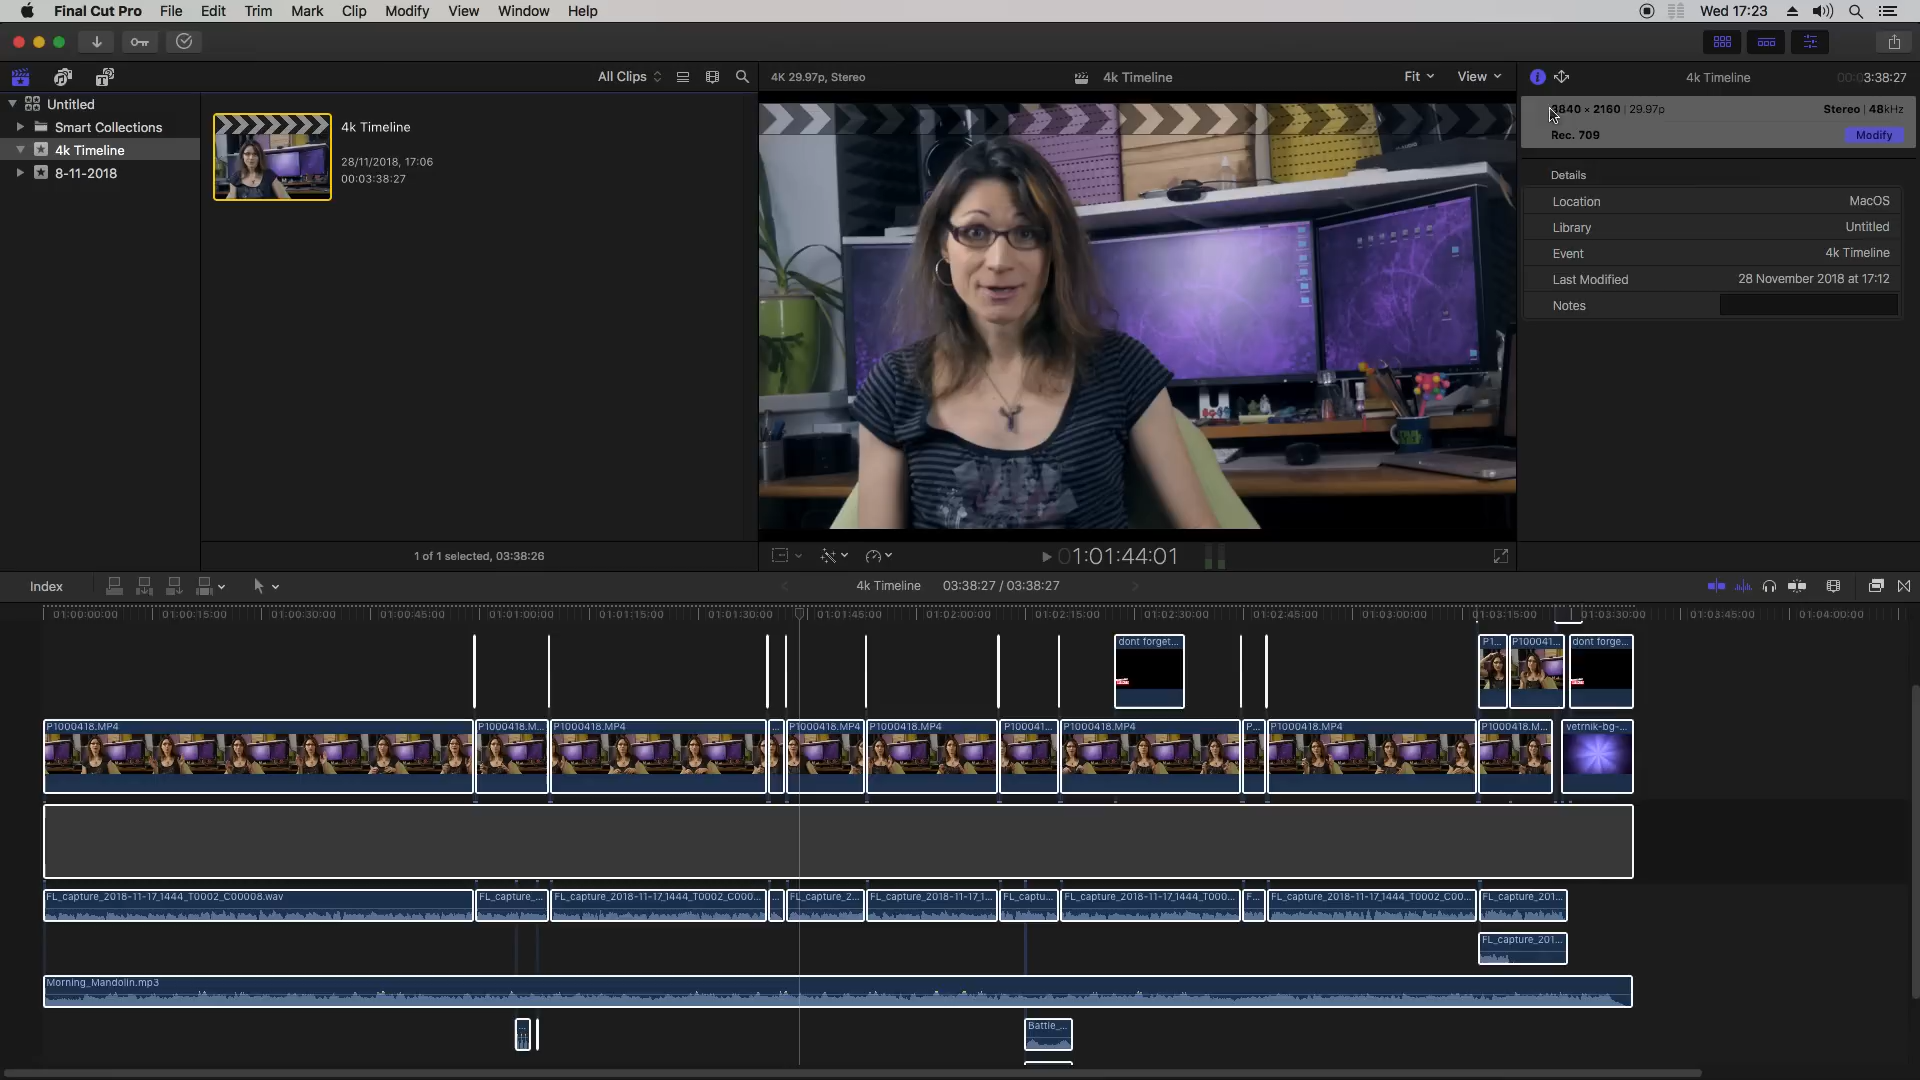 Final Cut Pro File Edit Trim Mark Clip Modify View Window Help Wed 17:23
All Clips 4K 29.97p, Stereo 4k Timeline Fit View 4k Timeline 00:03:38:27
Untitled
Smart Collections
4k Timeline
8-11-2018
4k Timeline
28/11/2018, 17:06
00:03:38:27
3840 × 2160 | 29.97p Stereo | 48kHz
Rec. 709 Modify
Details
Location MacOS
Library Untitled
Event 4k Timeline
Last Modified 28 November 2018 at 17:12
Notes
1 of 1 selected, 03:38:26 01:01:44:01
Index 4k Timeline 03:38:27 / 03:38:27
01:00:00:00 01:00:15:00 01:00:30:00 01:00:45:00 01:01:00:00 01:01:15:00 01:01:30:00 01:01:45:00 01:02:00:00 01:02:15:00 01:02:30:00 01:02:45:00 01:03:00:00 01:03:15:00 01:03:30:00 01:03:45:00 01:04:00:00
dont forget... P1... P100041... dont forge...
P1000418.MP4 P1000418.M... P1000418.MP4 ... P1000418.MP4 P1000418.MP4 P100041... P1000418.MP4 P... P1000418.MP4 P1000418.M... vetrnik-bg-...
FL_capture_2018-11-17_1444_T0002_C00008.wav FL_capture_... FL_capture_2018-11-17_1444_T0002_C000... ... FL_capture_2... FL_capture_2018-11-17_1... FL_captu... FL_capture_2018-11-17_1444_T000... F... FL_capture_2018-11-17_1444_T0002_C00... FL_capture_201...
FL_capture_201...
Morning_Mandolin.mp3
... Battle_...